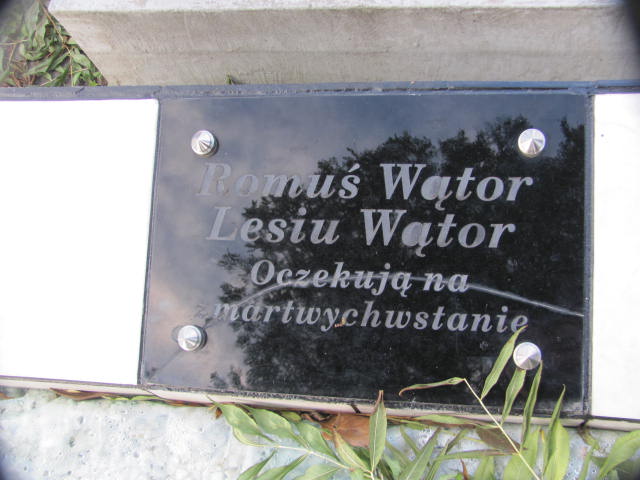 Romuś Wątor
Lesiu Wątor
Oczekują na
zmartwychwstanie